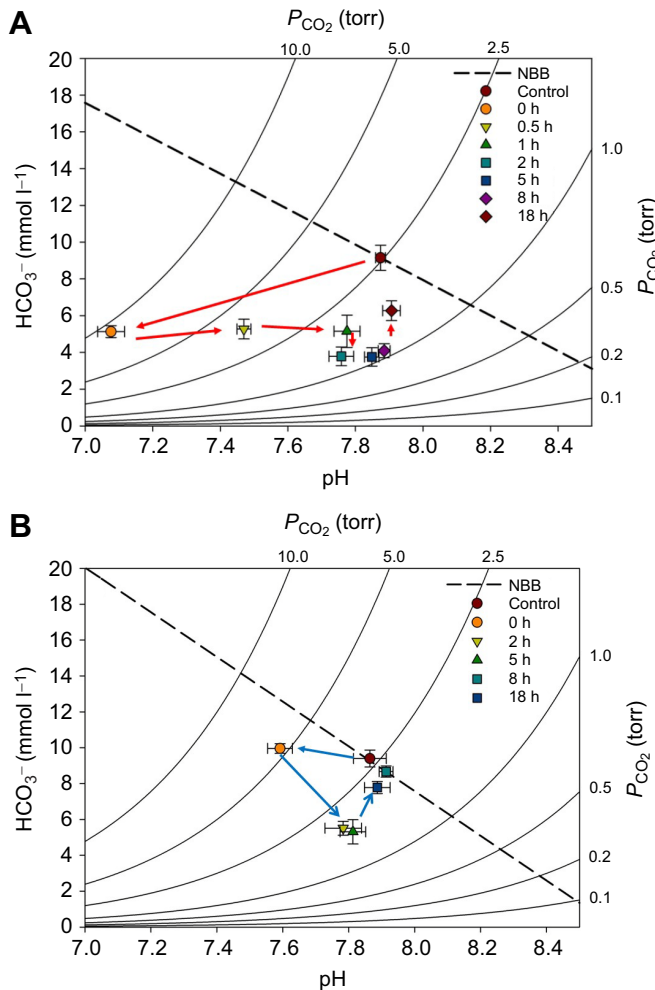 A
P CO2 (torr)
10.0 5.0 2.5
20
18
16
14
12
10
8
6
4
2
0
HCO3− (mmol l−1)
NBB
Control
0 h
0.5 h
1 h
2 h
5 h
8 h
18 h
1.0
0.5
0.2
0.1
P CO2 (torr)
7.0 7.2 7.4 7.6 7.8 8.0 8.2 8.4
pH
B
P CO2 (torr)
10.0 5.0 2.5
20
18
16
14
12
10
8
6
4
2
0
HCO3− (mmol l−1)
NBB
Control
0 h
2 h
5 h
8 h
18 h
1.0
0.5
0.2
0.1
P CO2 (torr)
7.0 7.2 7.4 7.6 7.8 8.0 8.2 8.4
pH